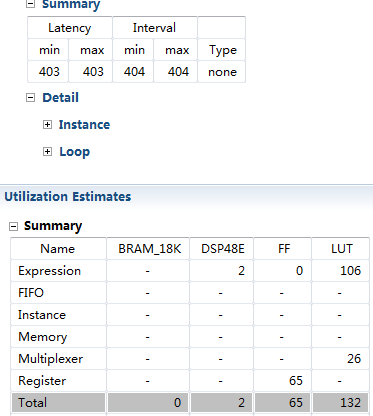 Summary
Latency Interval
min max min max Type
403 403 404 404 none
Detail
Instance
Loop
Utilization Estimates
Summary
Name BRAM_18K DSP48E FF LUT
Expression - 2 0 106
FIFO - - - -
Instance - - - -
Memory - - - -
Multiplexer - - - 26
Register - - 65 -
Total 0 2 65 132